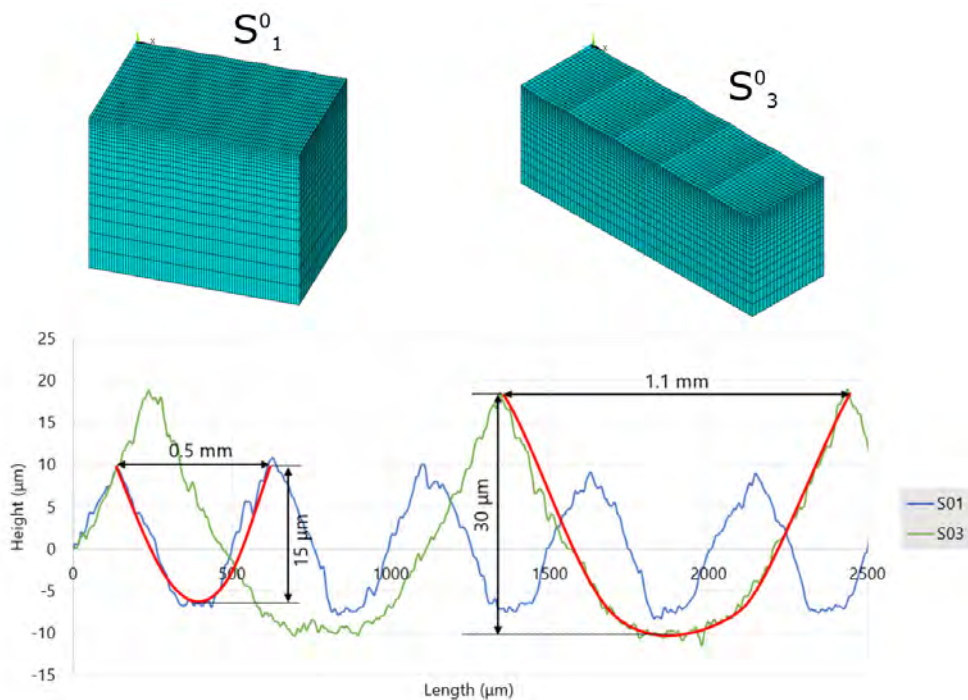 S⁰₁
S⁰₃
x
x
25
20
15
10
5
0
-5
-10
-15
Height (μm)
0.5 mm
15 μm
1.1 mm
30 μm
0
500
1000
1500
2000
2500
Length (μm)
S01
S03